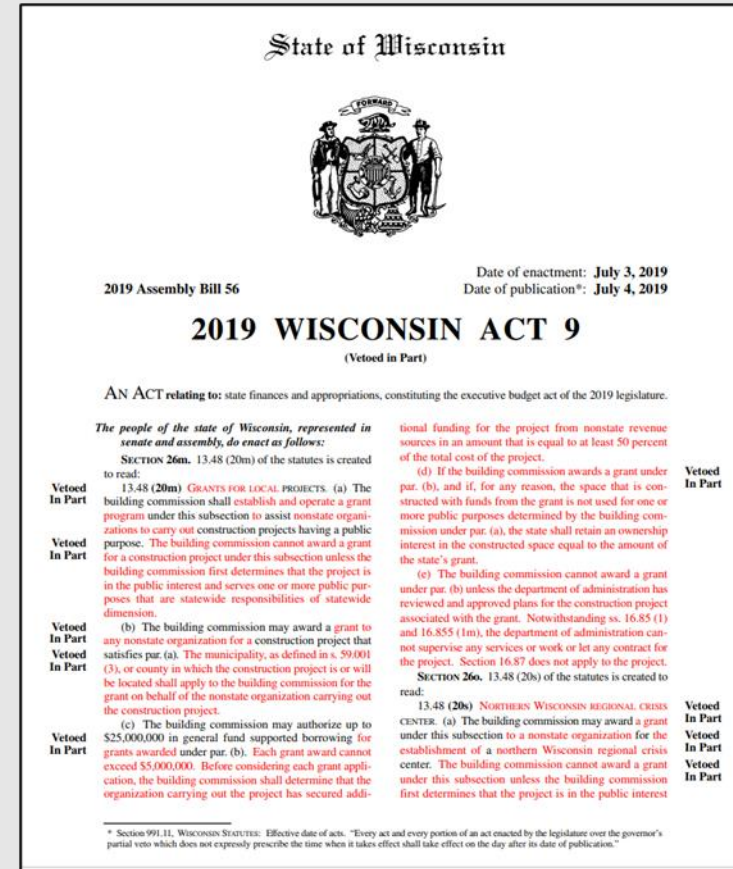 State of Wisconsin
FORWARD
2019 Assembly Bill 56
Date of enactment: July 3, 2019
Date of publication*: July 4, 2019
2019 WISCONSIN ACT 9
(Vetoed in Part)
AN ACT relating to: state finances and appropriations, constituting the executive budget act of the 2019 legislature.
The people of the state of Wisconsin, represented in
senate and assembly, do enact as follows:
SECTION 26m. 13.48 (20m) of the statutes is created
to read:
Vetoed
In Part
13.48 (20m) GRANTS FOR LOCAL PROJECTS. (a) The
building commission shall establish and operate a grant
program under this subsection to assist nonstate organi-
zations to carry out construction projects having a public
Vetoed
In Part
purpose. The building commission cannot award a grant
for a construction project under this subsection unless the
building commission first determines that the project is
in the public interest and serves one or more public pur-
poses that are statewide responsibilities of statewide
dimension.
Vetoed
In Part
Vetoed
In Part
(b) The building commission may award a grant to
any nonstate organization for a construction project that
satisfies par. (a). The municipality, as defined in s. 59.001
(3), or county in which the construction project is or will
be located shall apply to the building commission for the
grant on behalf of the nonstate organization carrying out
the construction project.
(c) The building commission may authorize up to
Vetoed
In Part
$25,000,000 in general fund supported borrowing for
grants awarded under par. (b). Each grant award cannot
exceed $5,000,000. Before considering each grant appli-
cation, the building commission shall determine that the
organization carrying out the project has secured addi-
tional funding for the project from nonstate revenue
sources in an amount that is equal to at least 50 percent
of the total cost of the project.
(d) If the building commission awards a grant under
Vetoed
In Part
par. (b), and if, for any reason, the space that is con-
structed with funds from the grant is not used for one or
more public purposes determined by the building com-
mission under par. (a), the state shall retain an ownership
interest in the constructed space equal to the amount of
the state's grant.
(e) The building commission cannot award a grant
under par. (b) unless the department of administration has
reviewed and approved plans for the construction project
associated with the grant. Notwithstanding ss. 16.85 (1)
and 16.855 (1m), the department of administration can-
not supervise any services or work or let any contract for
the project. Section 16.87 does not apply to the project.
SECTION 26o. 13.48 (20s) of the statutes is created to
read:
13.48 (20s) NORTHERN WISCONSIN REGIONAL CRISIS
Vetoed
In Part
CENTER. (a) The building commission may award a grant
under this subsection to a nonstate organization for the
Vetoed
In Part
establishment of a northern Wisconsin regional crisis
center. The building commission cannot award a grant
Vetoed
In Part
under this subsection unless the building commission
first determines that the project is in the public interest
* Section 991.11, WISCONSIN STATUTES: Effective date of acts. "Every act and every portion of an act enacted by the legislature over the governor's
partial veto which does not expressly prescribe the time when it takes effect shall take effect on the day after its date of publication."